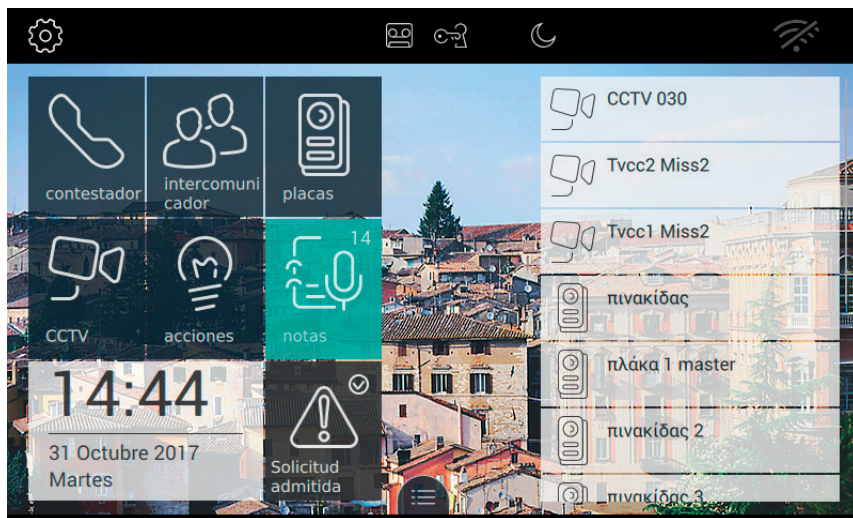 contestador
intercomuni
cador
placas
14
CCTV
acciones
notas
14:44
31 Octubre 2017
Martes
Solicitud
admitida
CCTV 030
Tvcc2 Miss2
Tvcc1 Miss2
πινακίδας
πλάκα 1 master
πινακίδας 2
πινακίδας 3